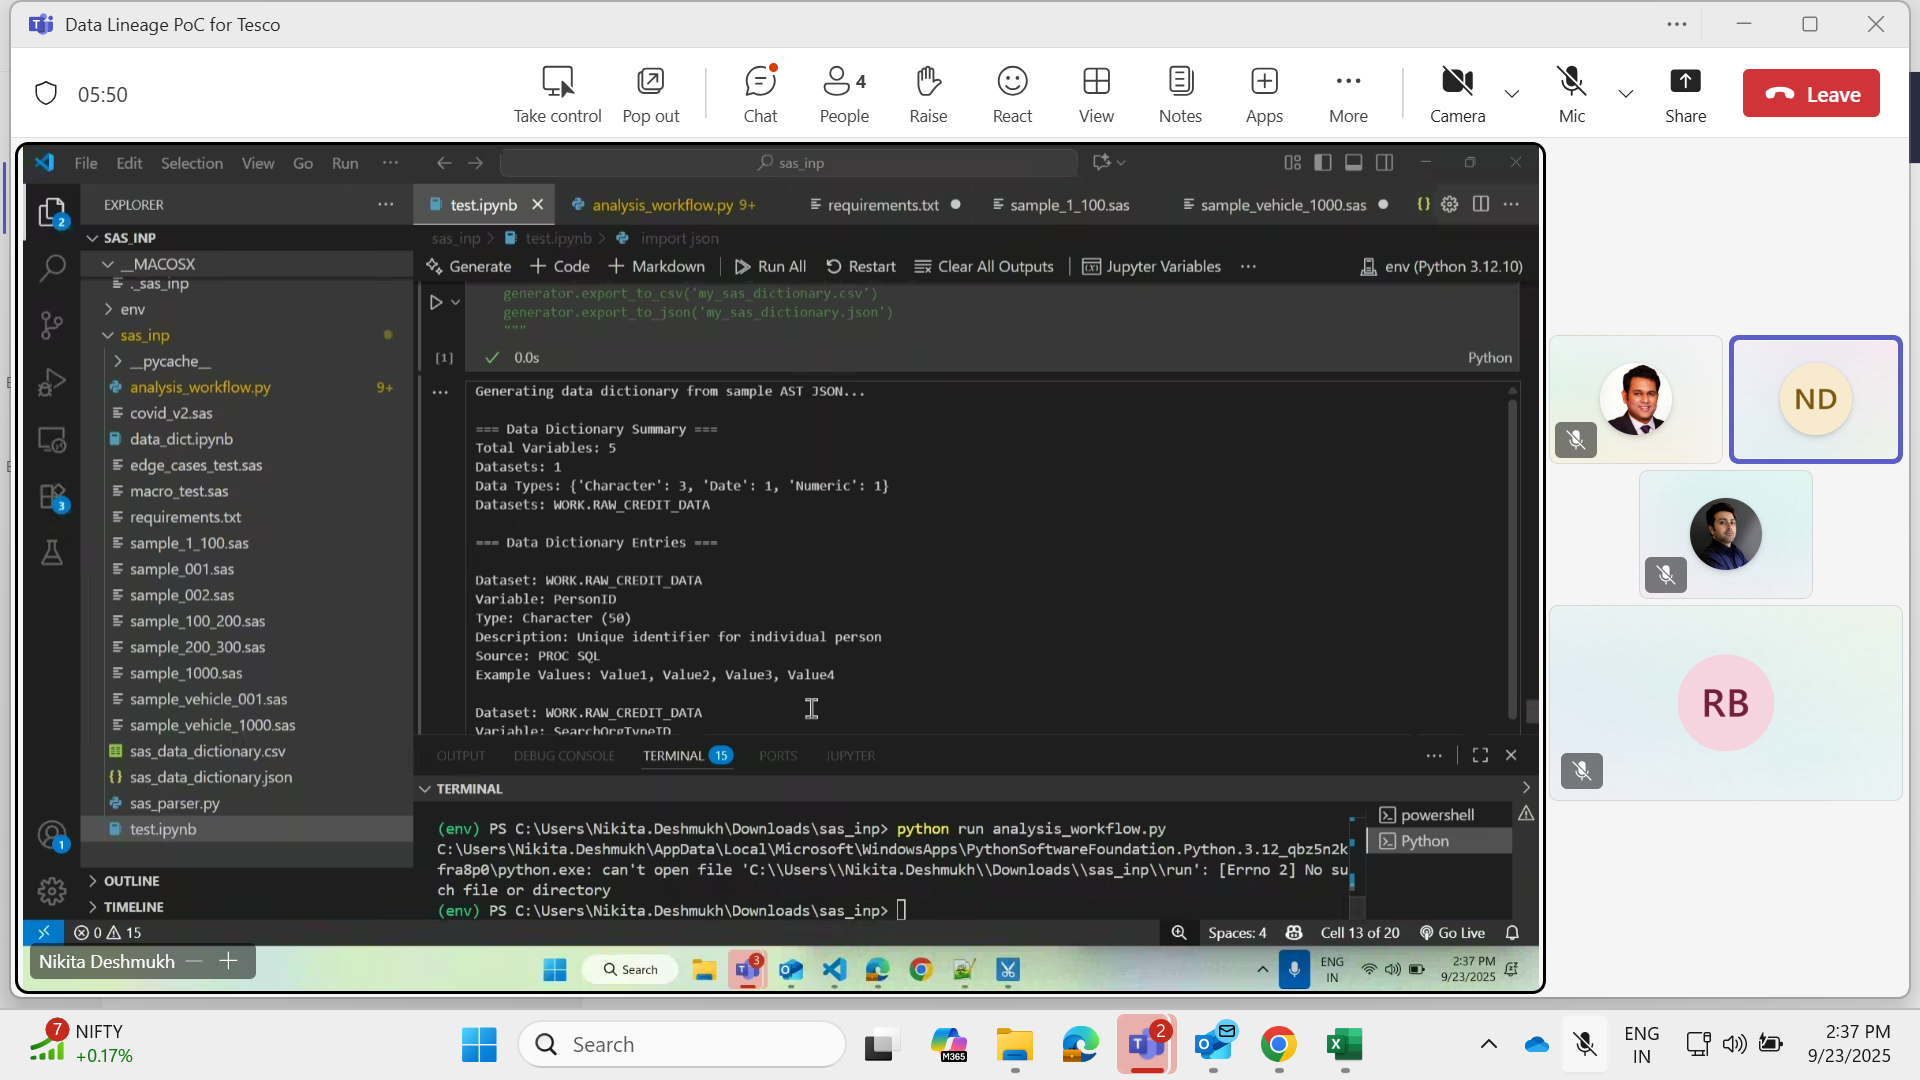 Data Lineage PoC for Tesco
05:50
Take control
Pop out
Chat
4
People
Raise
React
View
Notes
Apps
More
Camera
Mic
Share
Leave
File Edit Selection View Go Run
sas_inp
EXPLORER
test.ipynb
analysis_workflow.py 9+
requirements.txt
sample_1_100.sas
sample_vehicle_1000.sas
SAS_INP
sas_inp > test.ipynb > import json
__MACOSX
Generate + Code + Markdown Run All Restart Clear All Outputs Jupyter Variables env (Python 3.12.10)
._sas_inp
env
sas_inp
__pycache__
analysis_workflow.py 9+
covid_v2.sas
data_dict.ipynb
edge_cases_test.sas
macro_test.sas
requirements.txt
sample_1_100.sas
sample_001.sas
sample_002.sas
sample_100_200.sas
sample_200_300.sas
sample_1000.sas
sample_vehicle_001.sas
sample_vehicle_1000.sas
sas_data_dictionary.csv
sas_data_dictionary.json
sas_parser.py
test.ipynb
OUTLINE
TIMELINE
generator.export_to_csv('my_sas_dictionary.csv')
generator.export_to_json('my_sas_dictionary.json')
"""
[1] 0.0s Python
Generating data dictionary from sample AST JSON...
=== Data Dictionary Summary ===
Total Variables: 5
Datasets: 1
Data Types: {'Character': 3, 'Date': 1, 'Numeric': 1}
Datasets: WORK.RAW_CREDIT_DATA
=== Data Dictionary Entries ===
Dataset: WORK.RAW_CREDIT_DATA
Variable: PersonID
Type: Character (50)
Description: Unique identifier for individual person
Source: PROC SQL
Example Values: Value1, Value2, Value3, Value4
Dataset: WORK.RAW_CREDIT_DATA
Variable: SearchOrgTypeID
OUTPUT DEBUG CONSOLE TERMINAL 15 PORTS JUPYTER
TERMINAL
(env) PS C:\Users\Nikita.Deshmukh\Downloads\sas_inp> python run analysis_workflow.py
C:\Users\Nikita.Deshmukh\AppData\Local\Microsoft\WindowsApps\PythonSoftwareFoundation.Python.3.12_qbz5n2k
fra8p0\python.exe: can't open file 'C:\\Users\\Nikita.Deshmukh\\Downloads\\sas_inp\\run': [Errno 2] No su
ch file or directory
(env) PS C:\Users\Nikita.Deshmukh\Downloads\sas_inp>
powershell
Python
2
3
1
0 15
Spaces: 4 Cell 13 of 20 Go Live
Nikita Deshmukh
Search
3
ENG
IN
2:37 PM
9/23/2025
ND
RB
7
NIFTY
+0.17%
Search
M365
2
ENG
IN
2:37 PM
9/23/2025